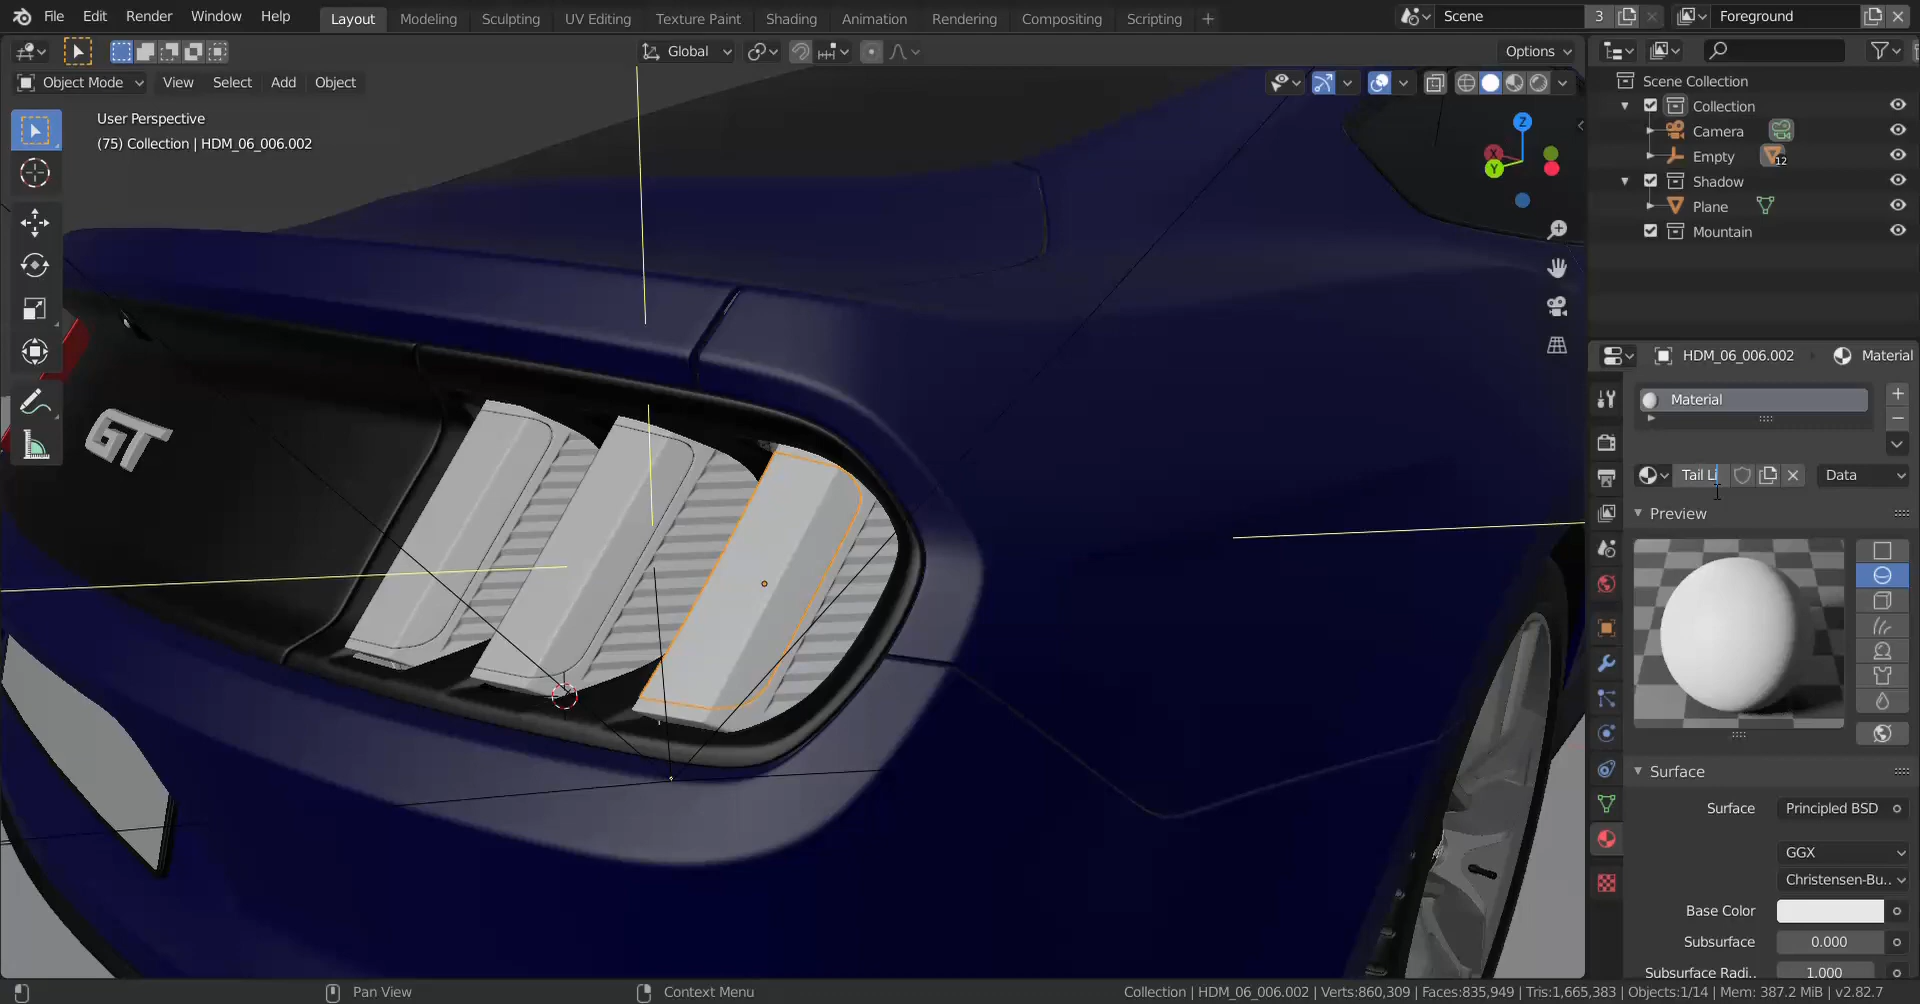 File Edit Render Window Help Layout Modeling Sculpting UV Editing Texture Paint Shading Animation Rendering Compositing Scripting + Scene 3 Foreground
Global Options
Object Mode View Select Add Object
User Perspective
(75) Collection | HDM_06_006.002
Z
X
Y
GT
Scene Collection
Collection
Camera
Empty 12
Shadow
Plane
Mountain
HDM_06_006.002 Material
Material
Tail Li Data
Preview
Surface
Surface Principled BSD
GGX
Christensen-Bu..
Base Color
Subsurface 0.000
Subsurface Radi.. 1.000
Pan View Context Menu Collection | HDM_06_006.002 | Verts:860,309 | Faces:835,949 | Tris:1,665,383 | Objects:1/14 | Mem: 387.2 MiB | v2.82.7